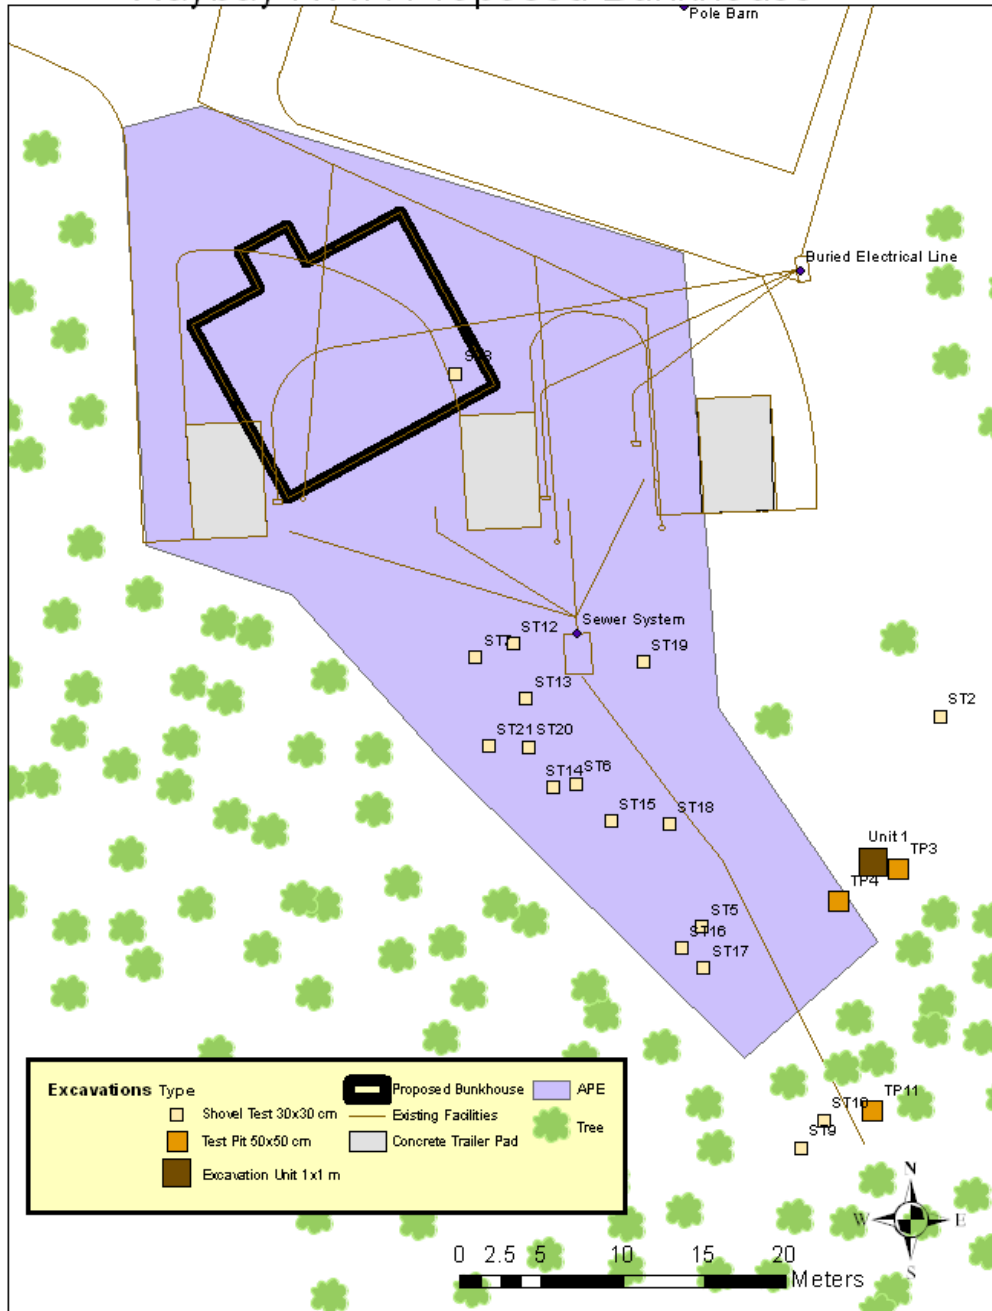 Pole Barn
Buried Electrical Line
Sewer System
ST12
ST7
ST19
ST13
ST2
ST21
ST20
ST14
ST6
ST15
ST18
Unit 1
TP3
TP4
ST5
ST16
ST17
TP11
ST10
ST9
Excavations Type
Shovel Test 30x30 cm
Test Pit 50x50 cm
Excavation Unit 1x1 m
Proposed Bunkhouse
Existing Facilities
Concrete Trailer Pad
APE
Tree
N
W
E
S
0 2.5 5 10 15 20
Meters